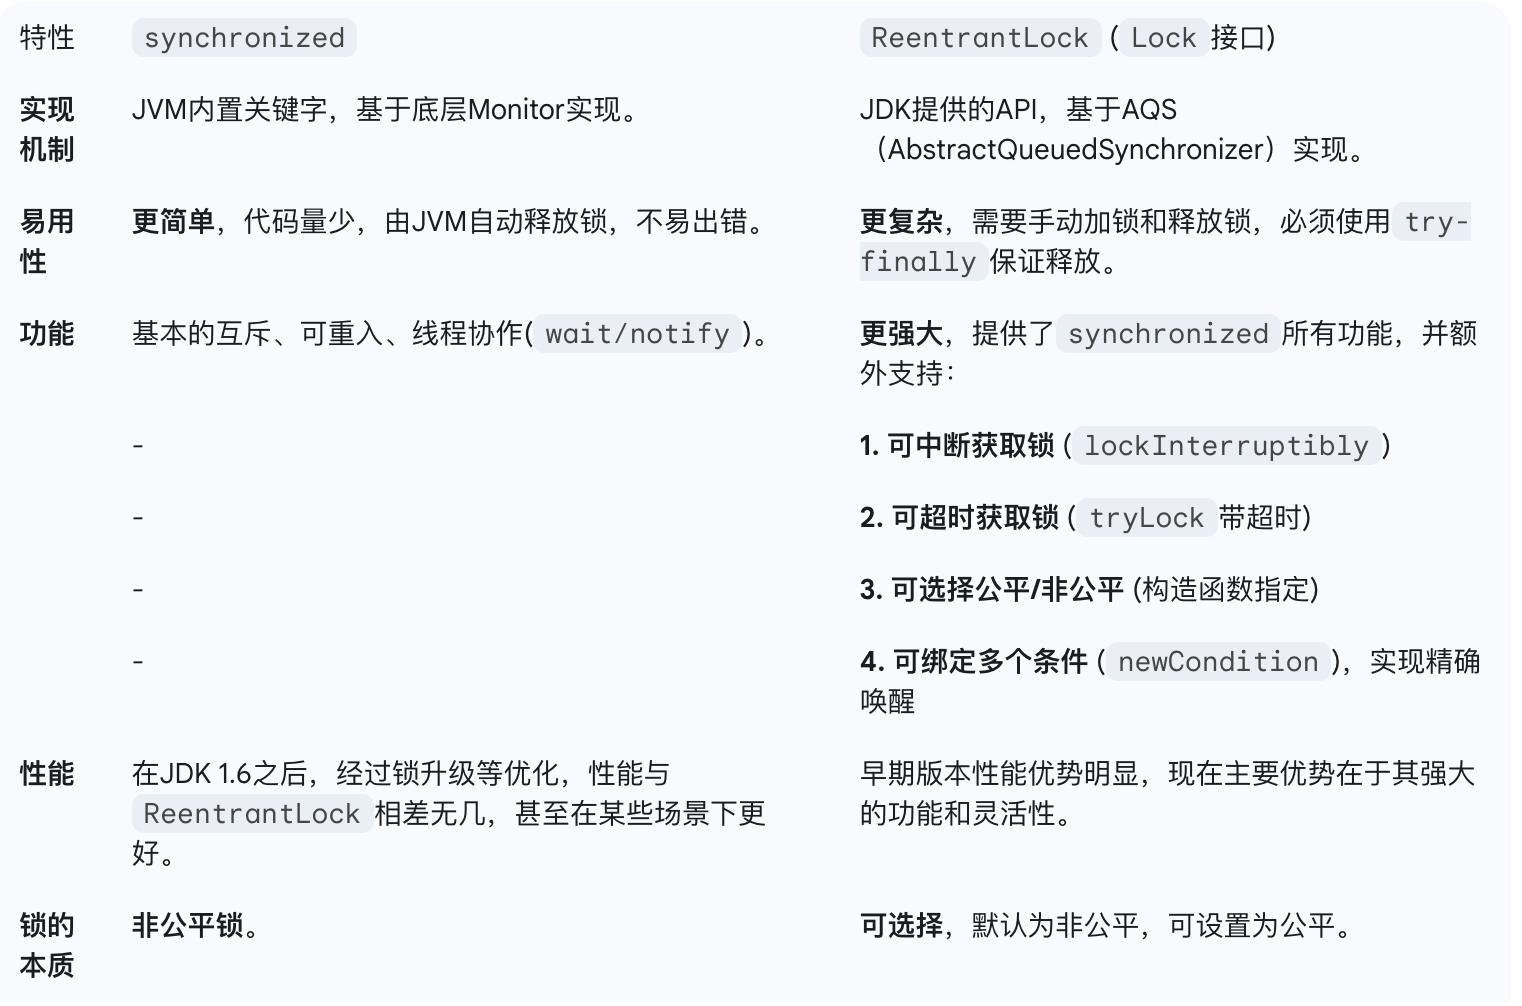 特性 synchronized ReentrantLock (Lock接口)
实现 JVM内置关键字，基于底层Monitor实现。 JDK提供的API，基于AQS
机制 （AbstractQueuedSynchronizer）实现。
易用 更简单，代码量少，由JVM自动释放锁，不易出错。 更复杂，需要手动加锁和释放锁，必须使用 try-
性 finally 保证释放。
功能 基本的互斥、可重入、线程协作(wait/notify)。 更强大，提供了 synchronized 所有功能，并额
外支持：
- 1. 可中断获取锁 (lockInterruptibly)
- 2. 可超时获取锁 (tryLock 带超时)
- 3. 可选择公平/非公平 (构造函数指定)
- 4. 可绑定多个条件 (newCondition)，实现精确
唤醒
性能 在JDK 1.6之后，经过锁升级等优化，性能与 早期版本性能优势明显，现在主要优势在于其强大
ReentrantLock 相差无几，甚至在某些场景下更 的功能和灵活性。
好。
锁的 非公平锁。 可选择，默认为非公平，可设置为公平。
本质